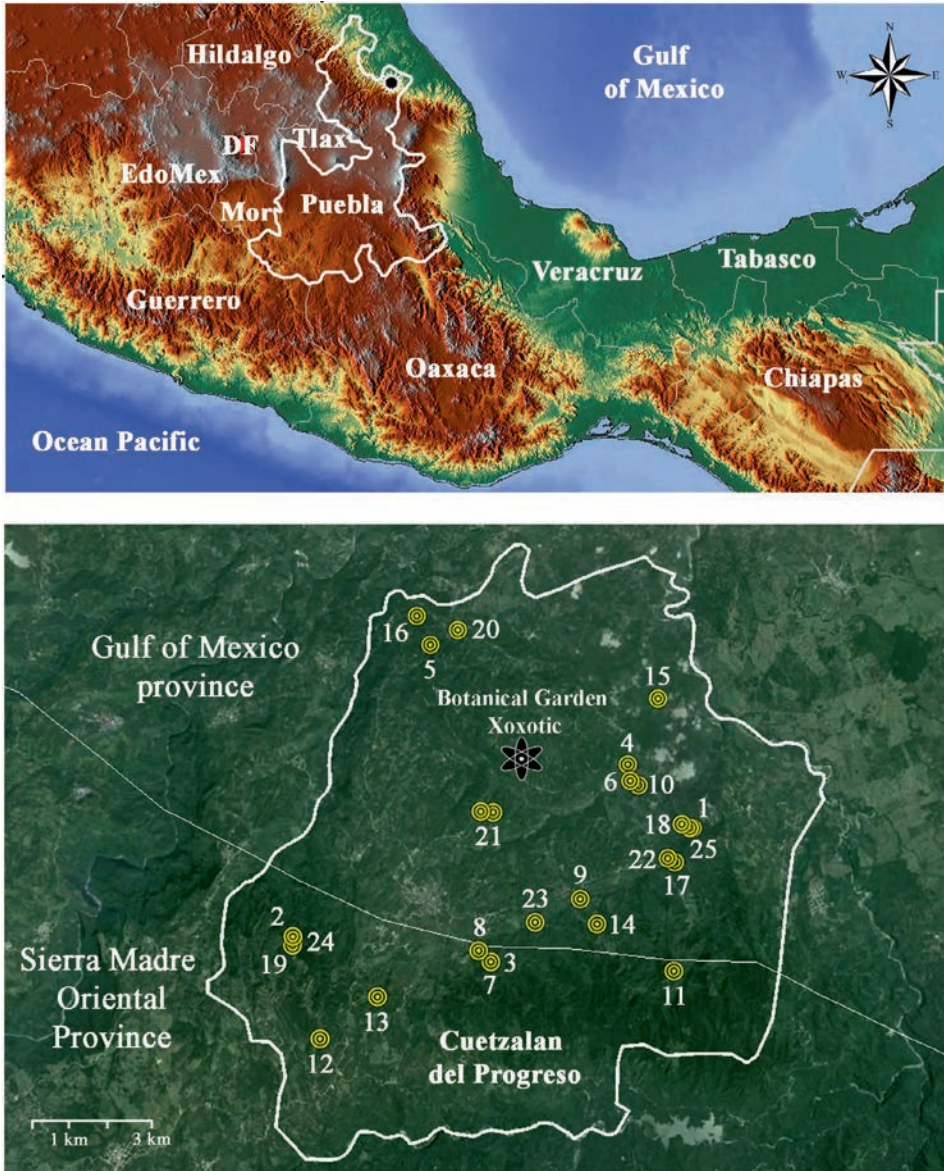 N
W E
S
Hildalgo
Gulf
of Mexico
DF
Tlax
EdoMex
Mor
Puebla
Veracruz
Tabasco
Guerrero
Oaxaca
Chiapas
Ocean Pacific
16
20
5
Gulf of Mexico
province
15
Botanical Garden
Xoxotic
4
6
10
21
18
1
25
22
17
9
23
14
2
24
19
8
3
7
11
Sierra Madre
Oriental
Province
13
12
Cuetzalan
del Progreso
1 km
3 km